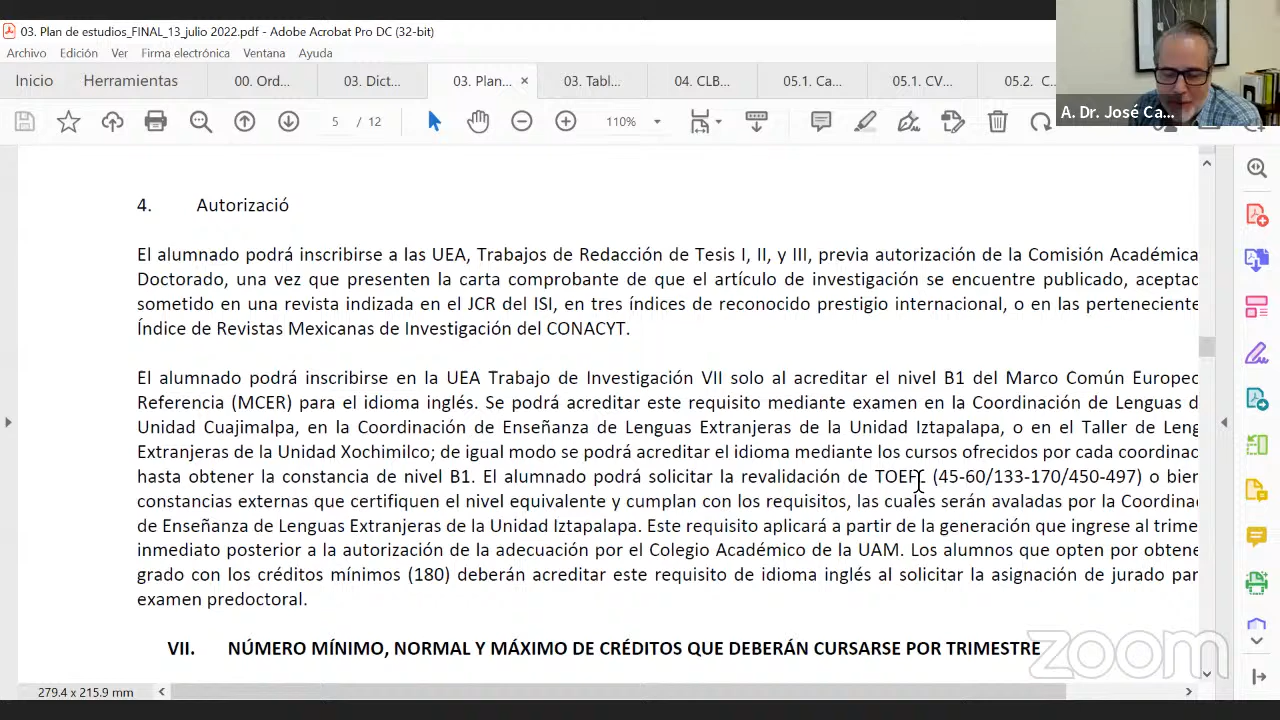 03. Plan de estudios_FINAL_13_julio 2022.pdf - Adobe Acrobat Pro DC (32-bit)
Archivo Edición Ver Firma electrónica Ventana Ayuda
Inicio Herramientas 00. Ord... 03. Dict... 03. Plan... × 03. Tabl... 04. CLB... 05.1. Ca... 05.1. CV... 05.2. C...
A. Dr. José Ca...
5 / 12 110%
4. Autorizació
El alumnado podrá inscribirse a las UEA, Trabajos de Redacción de Tesis I, II, y III, previa autorización de la Comisión Académica
Doctorado, una vez que presenten la carta comprobante de que el artículo de investigación se encuentre publicado, aceptad
sometido en una revista indizada en el JCR del ISI, en tres índices de reconocido prestigio internacional, o en las perteneciente
Índice de Revistas Mexicanas de Investigación del CONACYT.
El alumnado podrá inscribirse en la UEA Trabajo de Investigación VII solo al acreditar el nivel B1 del Marco Común Europeo
Referencia (MCER) para el idioma inglés. Se podrá acreditar este requisito mediante examen en la Coordinación de Lenguas d
Unidad Cuajimalpa, en la Coordinación de Enseñanza de Lenguas Extranjeras de la Unidad Iztapalapa, o en el Taller de Leng
Extranjeras de la Unidad Xochimilco; de igual modo se podrá acreditar el idioma mediante los cursos ofrecidos por cada coordinac
hasta obtener la constancia de nivel B1. El alumnado podrá solicitar la revalidación de TOEFL (45-60/133-170/450-497) o bien
constancias externas que certifiquen el nivel equivalente y cumplan con los requisitos, las cuales serán avaladas por la Coordinac
de Enseñanza de Lenguas Extranjeras de la Unidad Iztapalapa. Este requisito aplicará a partir de la generación que ingrese al trime
inmediato posterior a la autorización de la adecuación por el Colegio Académico de la UAM. Los alumnos que opten por obtene
grado con los créditos mínimos (180) deberán acreditar este requisito de idioma inglés al solicitar la asignación de jurado par
examen predoctoral.
VII. NÚMERO MÍNIMO, NORMAL Y MÁXIMO DE CRÉDITOS QUE DEBERÁN CURSARSE POR TRIMESTRE
zoom
279.4 x 215.9 mm